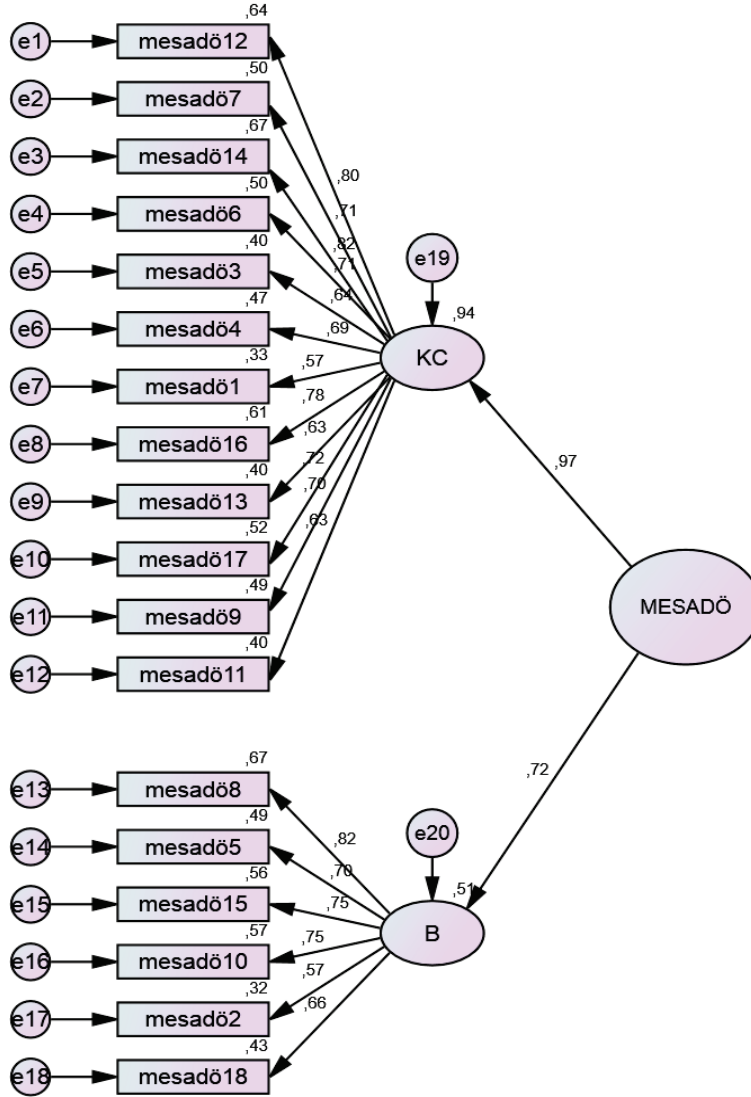 ,64
e1 mesadö12
,50
e2 mesadö7
,67
e3 mesadö14
,50
e4 mesadö6
,40
e5 mesadö3
,47
e6 mesadö4
,33
e7 mesadö1
,61
e8 mesadö16
,40
e9 mesadö13
,52
e10 mesadö17
,49
e11 mesadö9
,40
e12 mesadö11
,80
,71
,82
,71
,64
,69
,57
,78
,63
,72
,70
,63
e19
,94
KC
,97
MESADÖ
,72
,67
e13 mesadö8
,49
e14 mesadö5
,56
e15 mesadö15
,57
e16 mesadö10
,32
e17 mesadö2
,43
e18 mesadö18
,82
,70
,75
,75
,57
,66
e20
,51
B